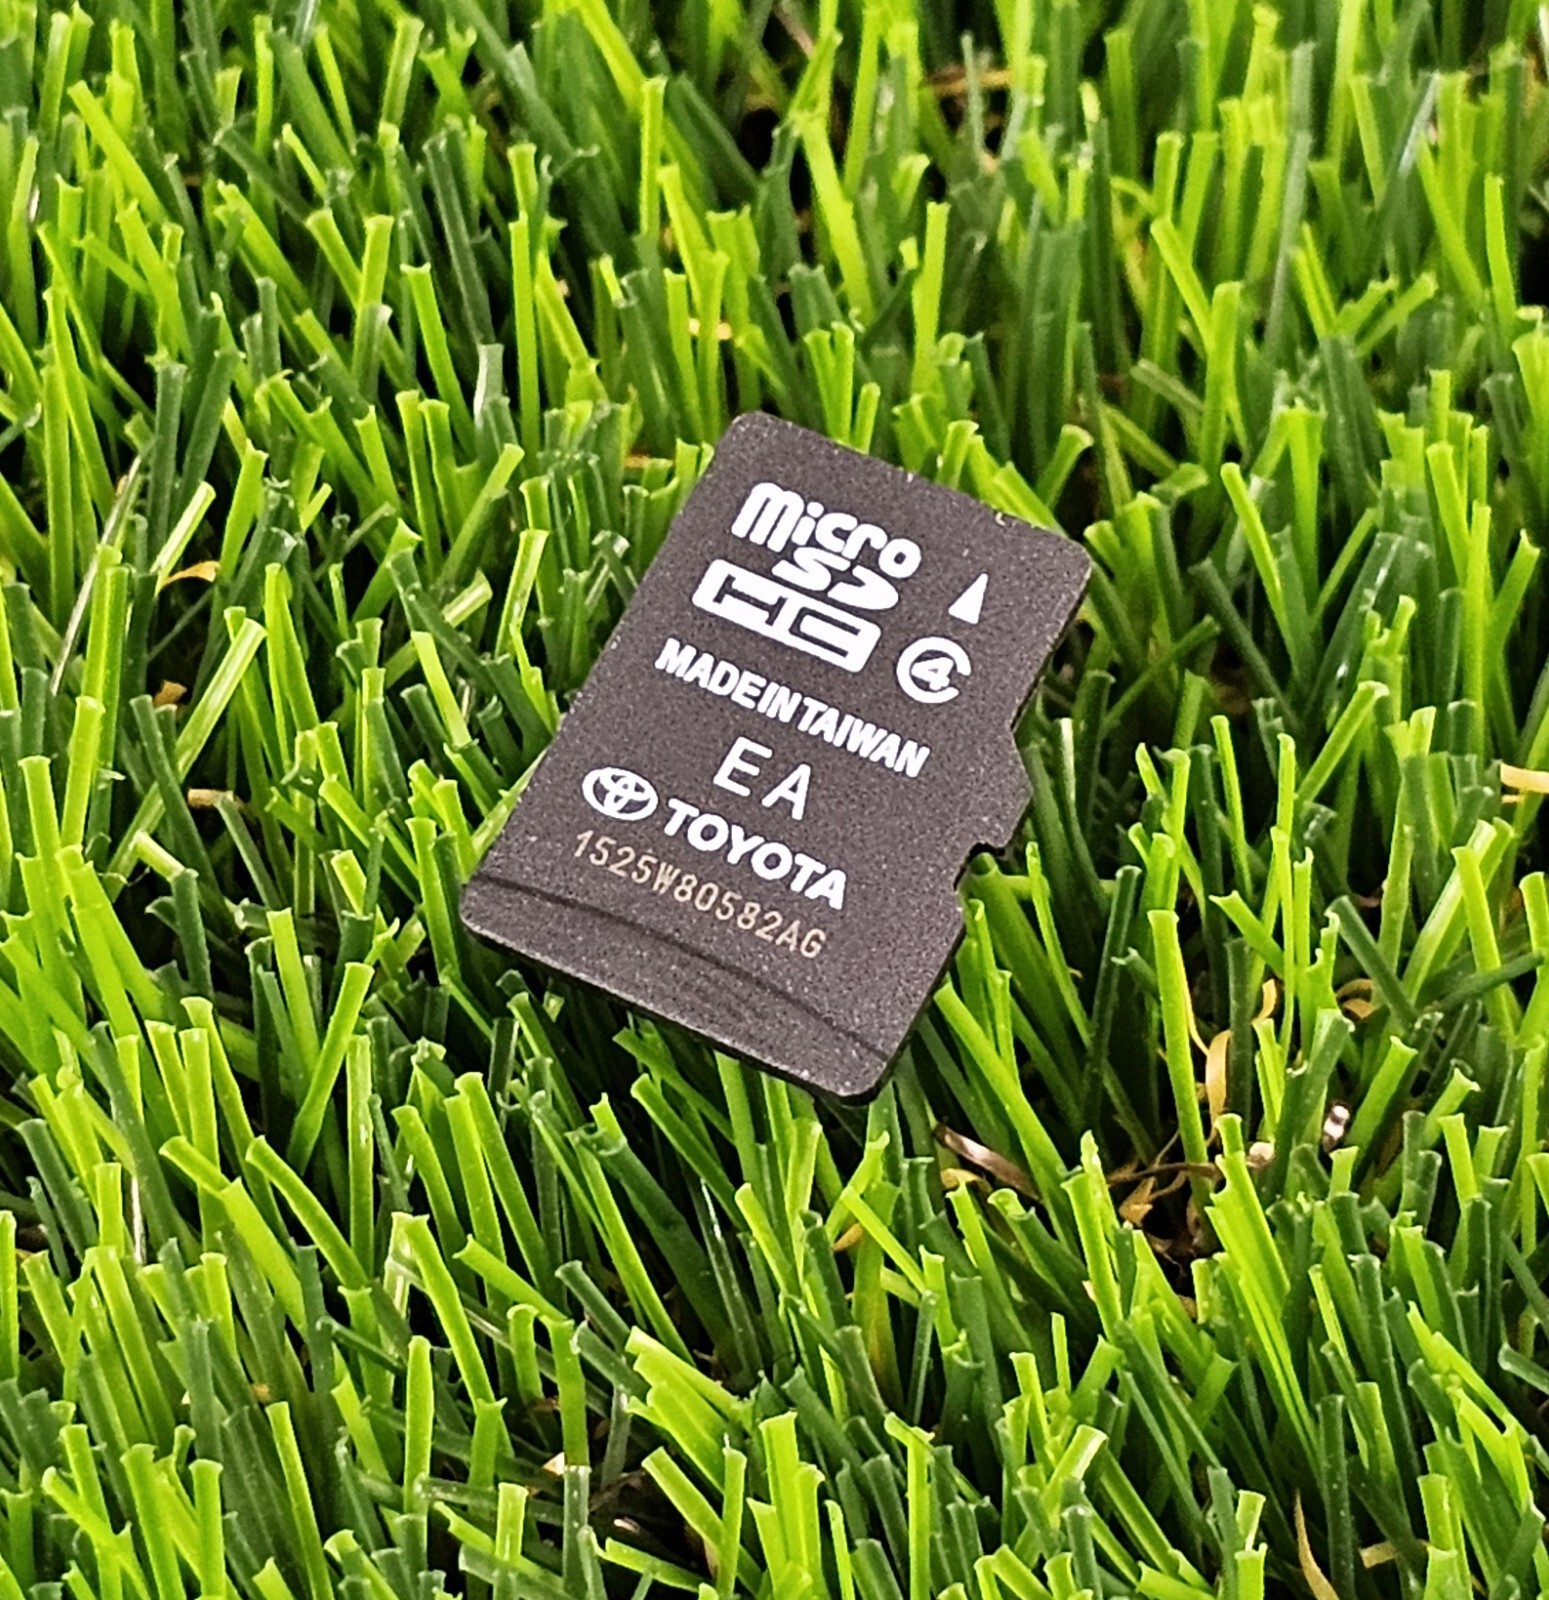 micro
SD
HC
4
MADE IN TAIWAN
EA
TOYOTA
1525W80582AG